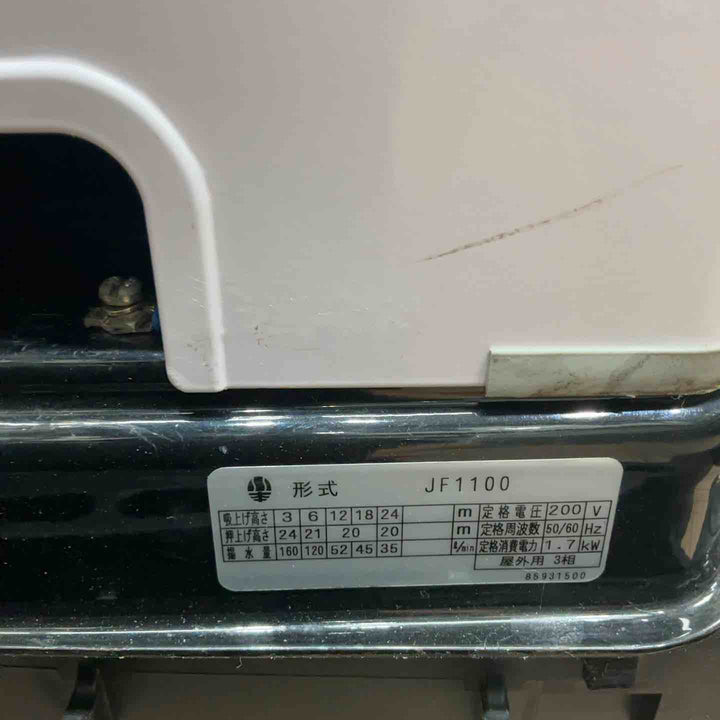 形式 JF1100
吸上げ高さ 3 6 12 18 24 m 定格電圧 200 V
押上げ高さ 24 21 20 20 m 定格周波数 50/60 Hz
揚水量 160 120 52 45 35 ℓ/min 定格消費電力 1.7 kW
屋外用 3相
85931500